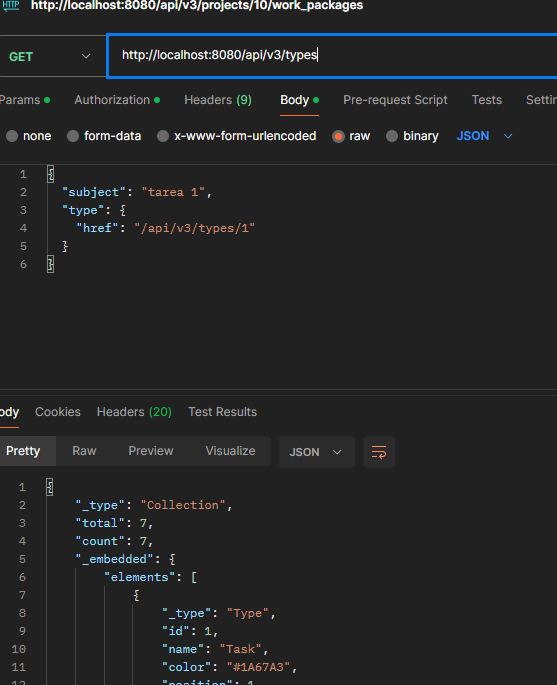 HTTP http://localhost:8080/api/v3/projects/10/work_packages
GET http://localhost:8080/api/v3/types
Params Authorization Headers (9) Body Pre-request Script Tests
none form-data x-www-form-urlencoded raw binary JSON
1 {
2 "subject": "tarea 1",
3 "type": {
4 "href": "/api/v3/types/1"
5 }
6 }
Cookies Headers (20) Test Results
Pretty Raw Preview Visualize JSON
1 {
2 "_type": "Collection",
3 "total": 7,
4 "count": 7,
5 "_embedded": {
6 "elements": [
7 {
8 "_type": "Type",
9 "id": 1,
10 "name": "Task",
11 "color": "#1A67A3",
12 "position": 1,